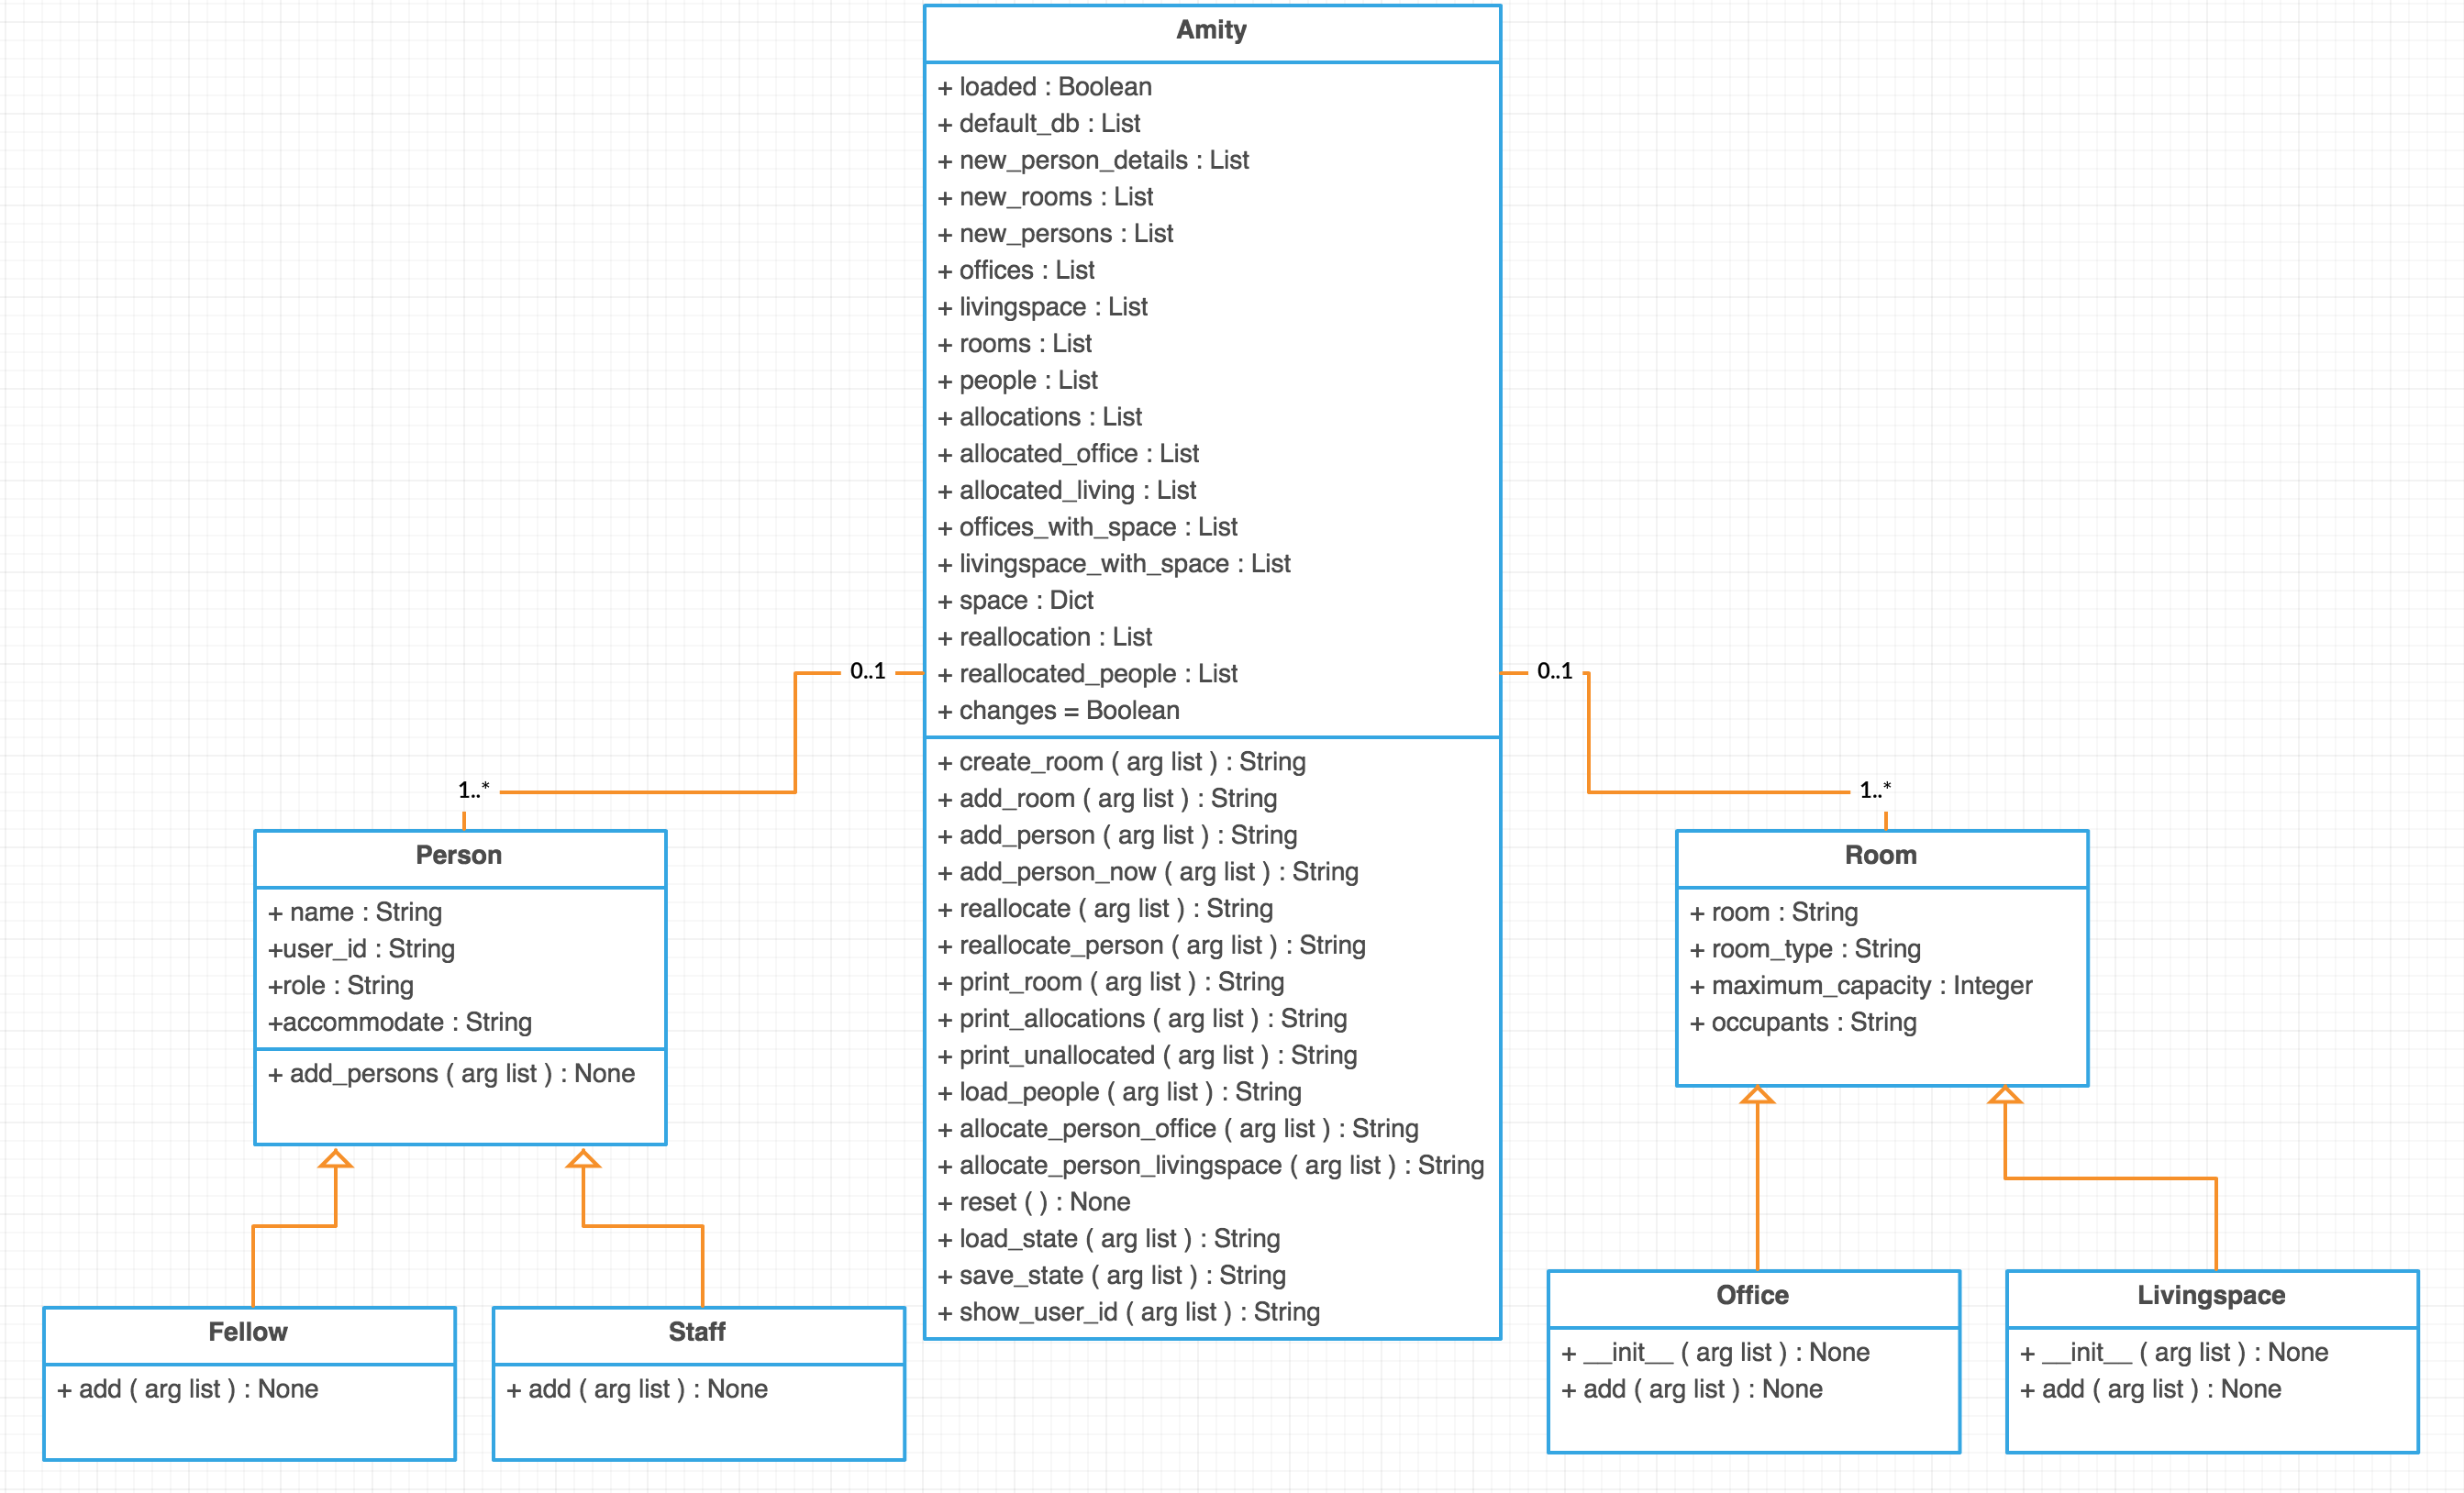 Amity
+ loaded : Boolean
+ default_db : List
+ new_person_details : List
+ new_rooms : List
+ new_persons : List
+ offices : List
+ livingspace : List
+ rooms : List
+ people : List
+ allocations : List
+ allocated_office : List
+ allocated_living : List
+ offices_with_space : List
+ livingspace_with_space : List
+ space : Dict
+ reallocation : List
+ reallocated_people : List
+ changes = Boolean
+ create_room ( arg list ) : String
+ add_room ( arg list ) : String
+ add_person ( arg list ) : String
+ add_person_now ( arg list ) : String
+ reallocate ( arg list ) : String
+ reallocate_person ( arg list ) : String
+ print_room ( arg list ) : String
+ print_allocations ( arg list ) : String
+ print_unallocated ( arg list ) : String
+ load_people ( arg list ) : String
+ allocate_person_office ( arg list ) : String
+ allocate_person_livingspace ( arg list ) : String
+ reset ( ) : None
+ load_state ( arg list ) : String
+ save_state ( arg list ) : String
+ show_user_id ( arg list ) : String
0..1
1..*
0..1
1..*
Person
+ name : String
+user_id : String
+role : String
+accommodate : String
+ add_persons ( arg list ) : None
Room
+ room : String
+ room_type : String
+ maximum_capacity : Integer
+ occupants : String
Fellow
+ add ( arg list ) : None
Staff
+ add ( arg list ) : None
Office
+ __init__ ( arg list ) : None
+ add ( arg list ) : None
Livingspace
+ __init__ ( arg list ) : None
+ add ( arg list ) : None